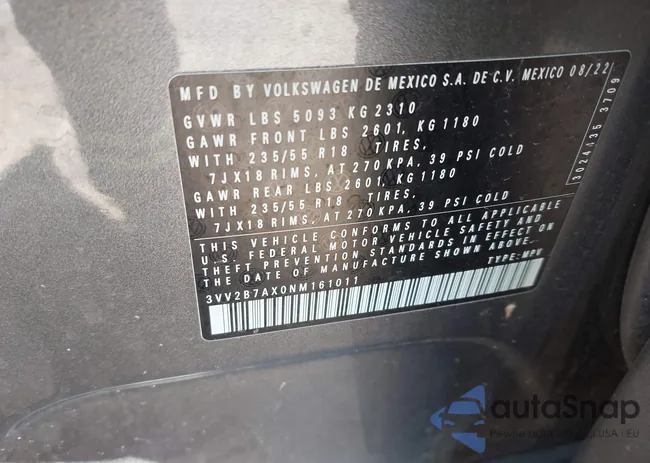 MFD BY VOLKSWAGEN DE MEXICO S.A. DE C.V. MEXICO 08/22
GVWR LBS 5093 KG 2310
GAWR FRONT LBS 2601, KG 1180
WITH 235/55 R18 TIRES,
7JX18 RIMS, AT 270 KPA, 39 PSI COLD
GAWR REAR LBS 2601, KG 1180
WITH 235/55 R18 TIRES,
7JX18 RIMS, AT 270 KPA, 39 PSI COLD
THIS VEHICLE CONFORMS TO ALL APPLICABLE
U.S. FEDERAL MOTOR VEHICLE SAFETY AND
THEFT PREVENTION STANDARDS IN EFFECT ON
THE DATE OF MANUFACTURE SHOWN ABOVE.
3VV2B7AX0NM161011 TYPE: MPV
3024435 3709
autaSnap
USA | EU